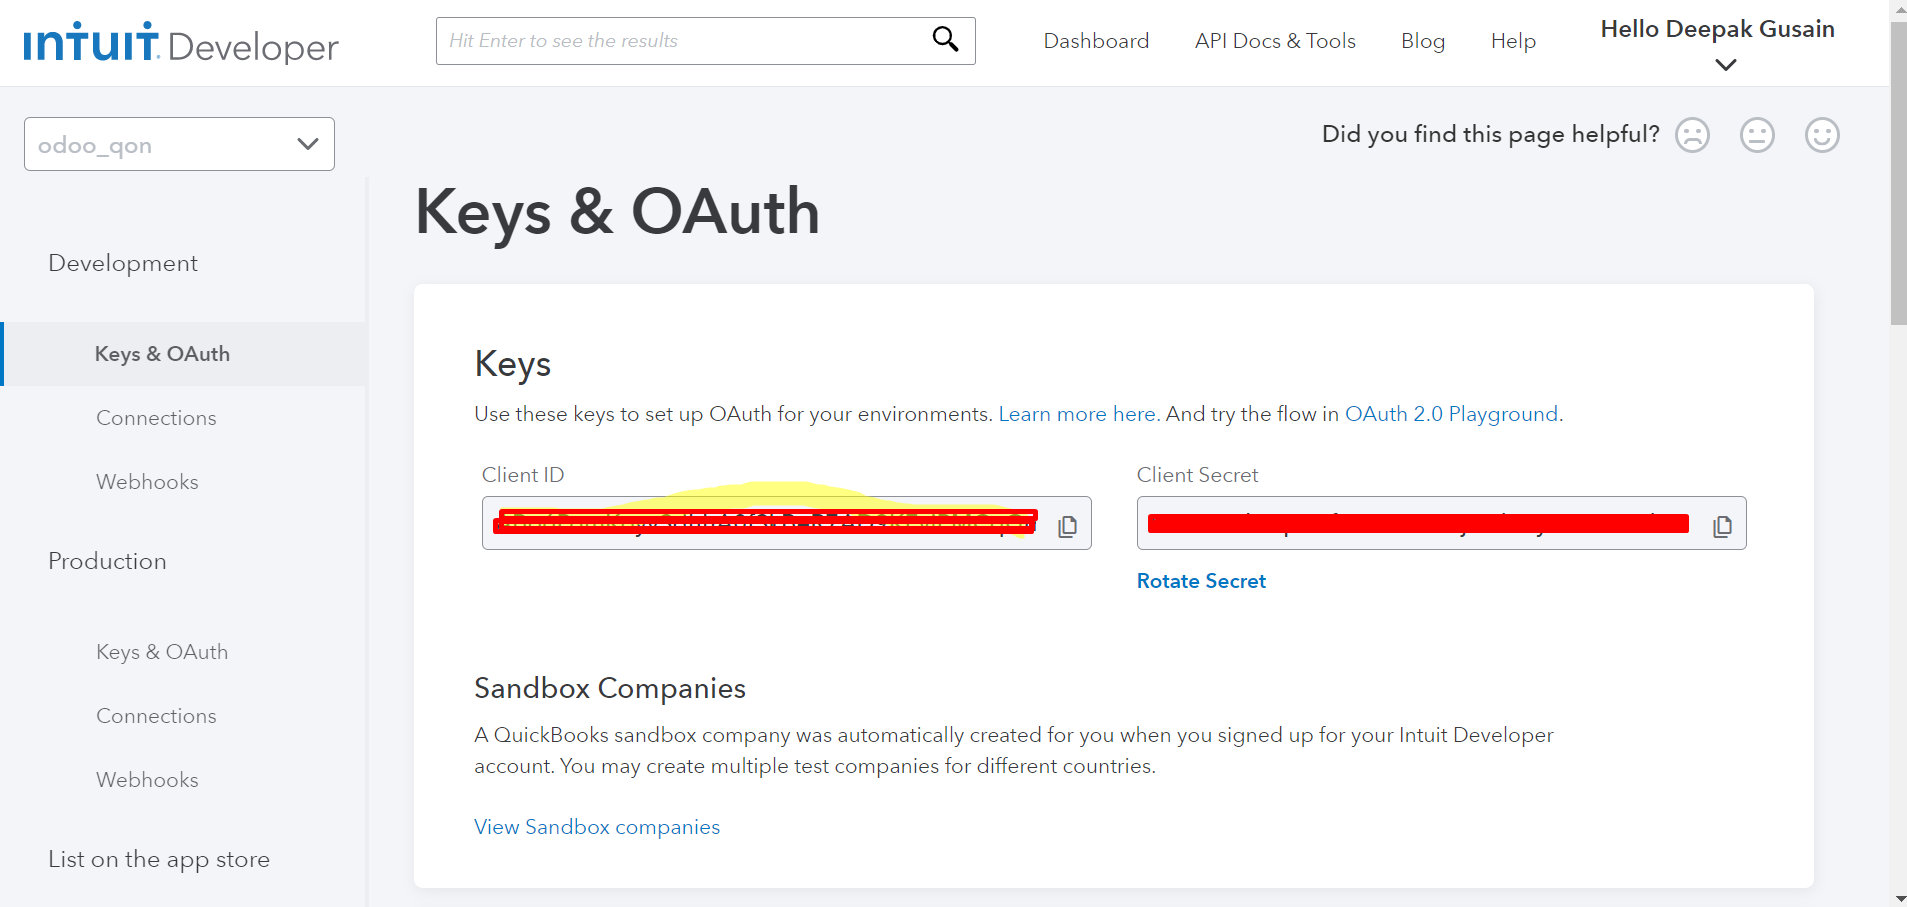 intuit Developer
Hit Enter to see the results
Dashboard
API Docs & Tools
Blog
Help
Hello Deepak Gusain
odoo_qon
Did you find this page helpful?
Keys & OAuth
Development
Keys & OAuth
Connections
Webhooks
Production
Keys & OAuth
Connections
Webhooks
List on the app store
Keys
Use these keys to set up OAuth for your environments. Learn more here. And try the flow in OAuth 2.0 Playground.
Client ID
Client Secret
Rotate Secret
Sandbox Companies
A QuickBooks sandbox company was automatically created for you when you signed up for your Intuit Developer
account. You may create multiple test companies for different countries.
View Sandbox companies